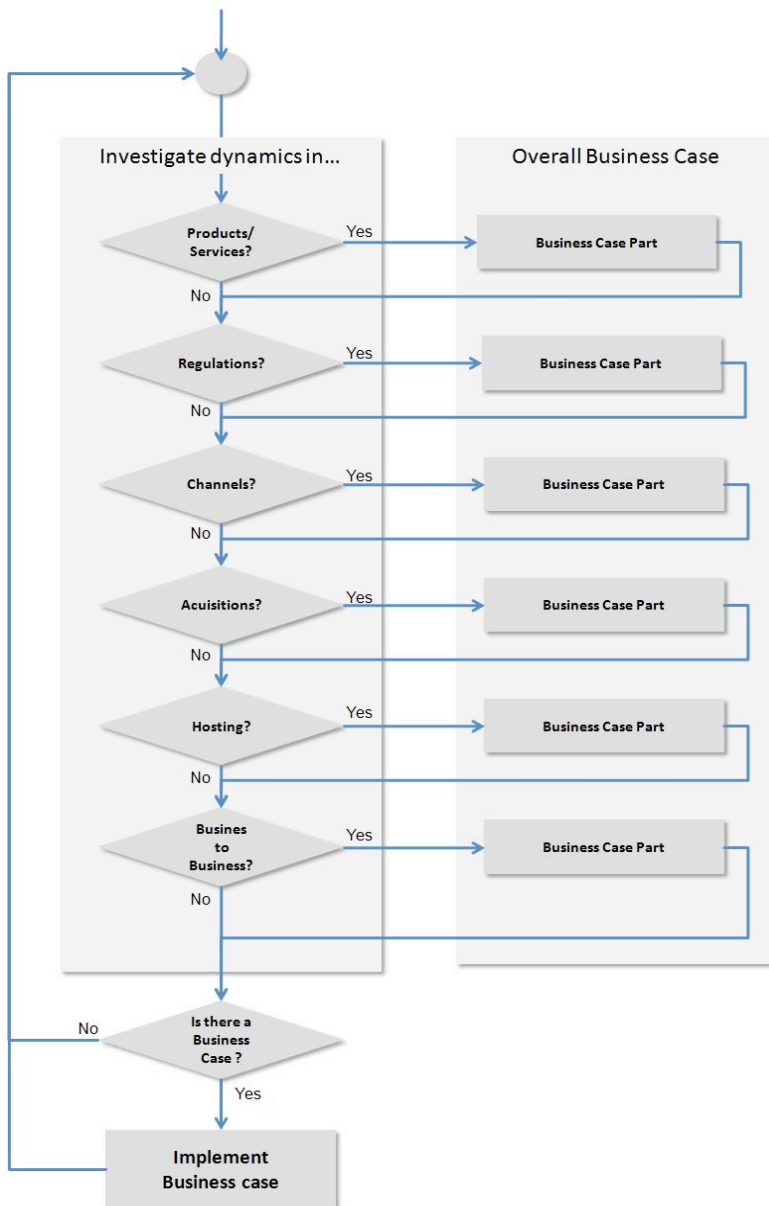 Investigate dynamics in...
Overall Business Case
Products/
Services?
Yes
Business Case Part
No
Regulations?
Yes
Business Case Part
No
Channels?
Yes
Business Case Part
No
Acuisitions?
Yes
Business Case Part
No
Hosting?
Yes
Business Case Part
No
Busines
to
Business?
Yes
Business Case Part
No
Is there a
Business
Case ?
No
Yes
Implement
Business case